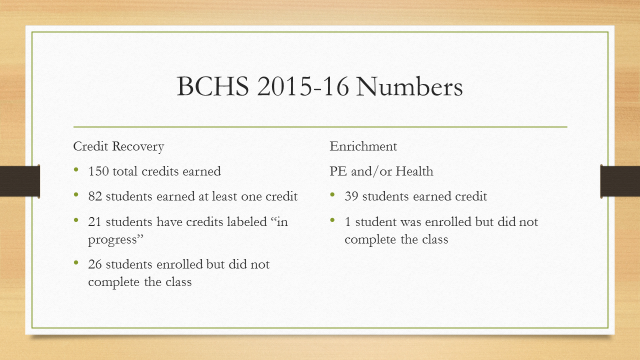 BCHS 2015-16 Numbers
Credit Recovery
• 150 total credits earned
• 82 students earned at least one credit
• 21 students have credits labeled “in
progress”
• 26 students enrolled but did not
complete the class
Enrichment
PE and/or Health
• 39 students earned credit
• 1 student was enrolled but did not
complete the class